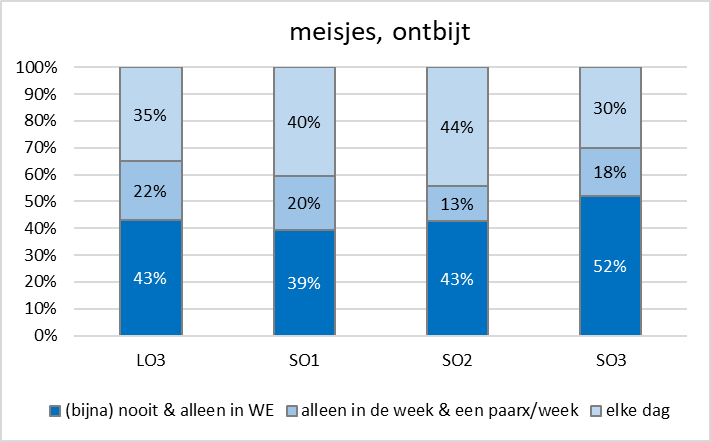 meisjes, ontbijt
100%
90%
80%
70%
60%
50%
40%
30%
20%
10%
0%
35% 40% 44% 30%
22% 20% 13% 18%
43% 39% 43% 52%
LO3 SO1 SO2 SO3
(bijna) nooit & alleen in WE alleen in de week & een paarx/week elke dag